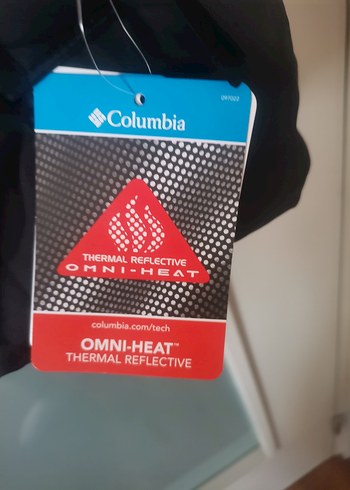 Columbia
THERMAL REFLECTIVE
OMNI-HEAT
columbia.com/tech
OMNI-HEAT™
THERMAL REFLECTIVE